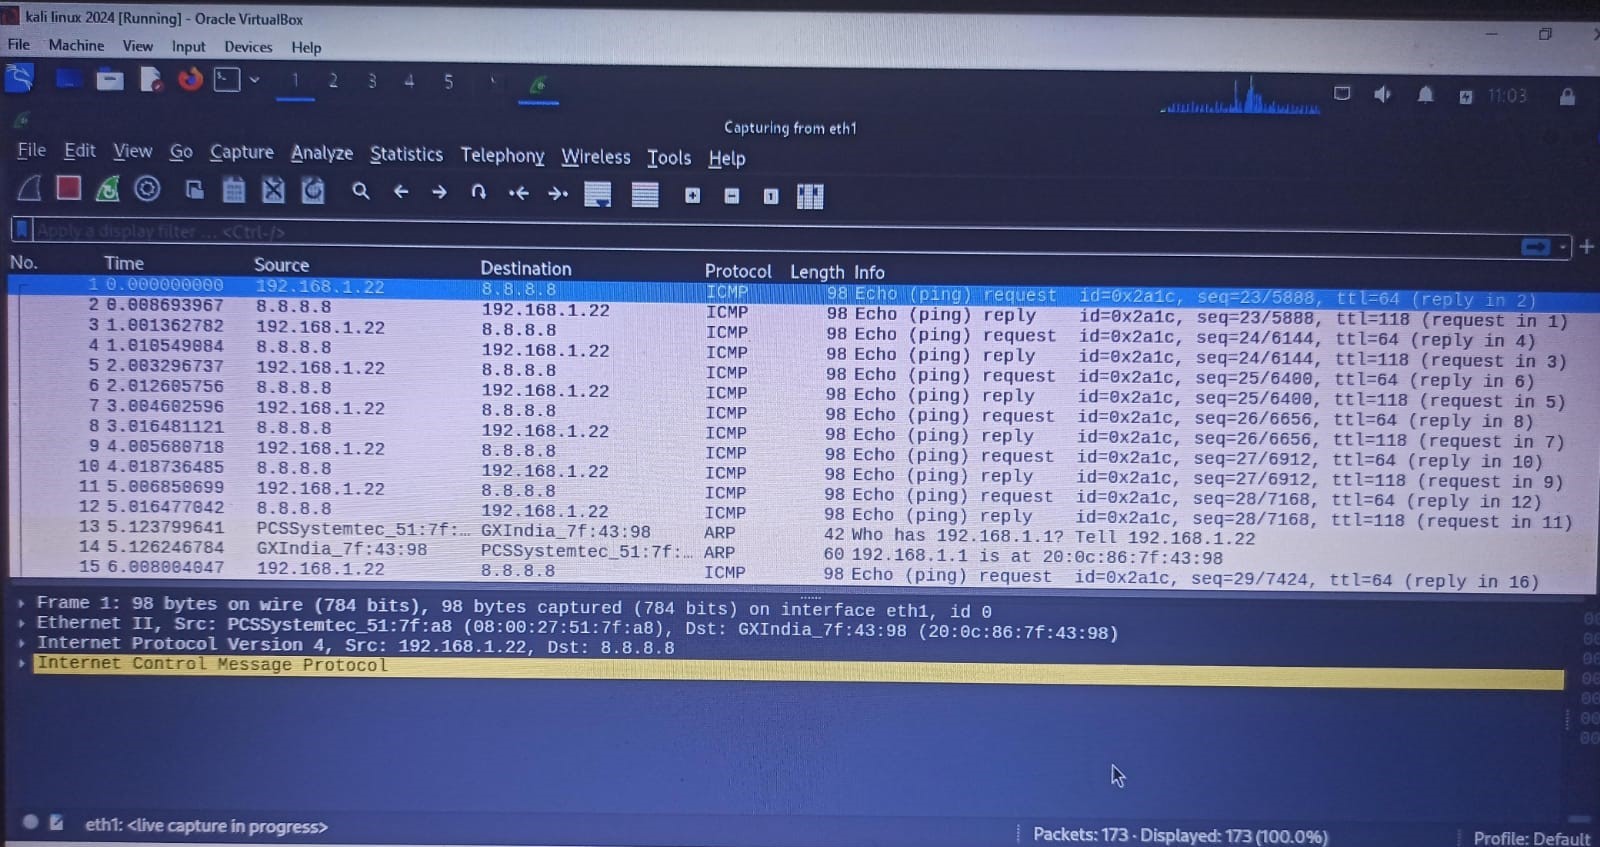 kali linux 2024 [Running] - Oracle VirtualBox
File Machine View Input Devices Help
1 2 3 4 5 11:03
Capturing from eth1
File Edit View Go Capture Analyze Statistics Telephony Wireless Tools Help
Apply a display filter ... <Ctrl-/>
No. Time Source Destination Protocol Length Info
1 0.000000000 192.168.1.22 8.8.8.8 ICMP 98 Echo (ping) request id=0x2a1c, seq=23/5888, ttl=64 (reply in 2)
2 0.008693967 8.8.8.8 192.168.1.22 ICMP 98 Echo (ping) reply id=0x2a1c, seq=23/5888, ttl=118 (request in 1)
3 1.001362782 192.168.1.22 8.8.8.8 ICMP 98 Echo (ping) request id=0x2a1c, seq=24/6144, ttl=64 (reply in 4)
4 1.010549084 8.8.8.8 192.168.1.22 ICMP 98 Echo (ping) reply id=0x2a1c, seq=24/6144, ttl=118 (request in 3)
5 2.003296737 192.168.1.22 8.8.8.8 ICMP 98 Echo (ping) request id=0x2a1c, seq=25/6400, ttl=64 (reply in 6)
6 2.012605756 8.8.8.8 192.168.1.22 ICMP 98 Echo (ping) reply id=0x2a1c, seq=25/6400, ttl=118 (request in 5)
7 3.004602596 192.168.1.22 8.8.8.8 ICMP 98 Echo (ping) request id=0x2a1c, seq=26/6656, ttl=64 (reply in 8)
8 3.016481121 8.8.8.8 192.168.1.22 ICMP 98 Echo (ping) reply id=0x2a1c, seq=26/6656, ttl=118 (request in 7)
9 4.005680718 192.168.1.22 8.8.8.8 ICMP 98 Echo (ping) request id=0x2a1c, seq=27/6912, ttl=64 (reply in 10)
10 4.018736485 8.8.8.8 192.168.1.22 ICMP 98 Echo (ping) reply id=0x2a1c, seq=27/6912, ttl=118 (request in 9)
11 5.006850699 192.168.1.22 8.8.8.8 ICMP 98 Echo (ping) request id=0x2a1c, seq=28/7168, ttl=64 (reply in 12)
12 5.016477042 8.8.8.8 192.168.1.22 ICMP 98 Echo (ping) reply id=0x2a1c, seq=28/7168, ttl=118 (request in 11)
13 5.123799641 PCSSystemtec_51:7f:… GXIndia_7f:43:98 ARP 42 Who has 192.168.1.1? Tell 192.168.1.22
14 5.126246784 GXIndia_7f:43:98 PCSSystemtec_51:7f:… ARP 60 192.168.1.1 is at 20:0c:86:7f:43:98
15 6.008004047 192.168.1.22 8.8.8.8 ICMP 98 Echo (ping) request id=0x2a1c, seq=29/7424, ttl=64 (reply in 16)
Frame 1: 98 bytes on wire (784 bits), 98 bytes captured (784 bits) on interface eth1, id 0
Ethernet II, Src: PCSSystemtec_51:7f:a8 (08:00:27:51:7f:a8), Dst: GXIndia_7f:43:98 (20:0c:86:7f:43:98)
Internet Protocol Version 4, Src: 192.168.1.22, Dst: 8.8.8.8
Internet Control Message Protocol
eth1: <live capture in progress>
Packets: 173 · Displayed: 173 (100.0%)
Profile: Default